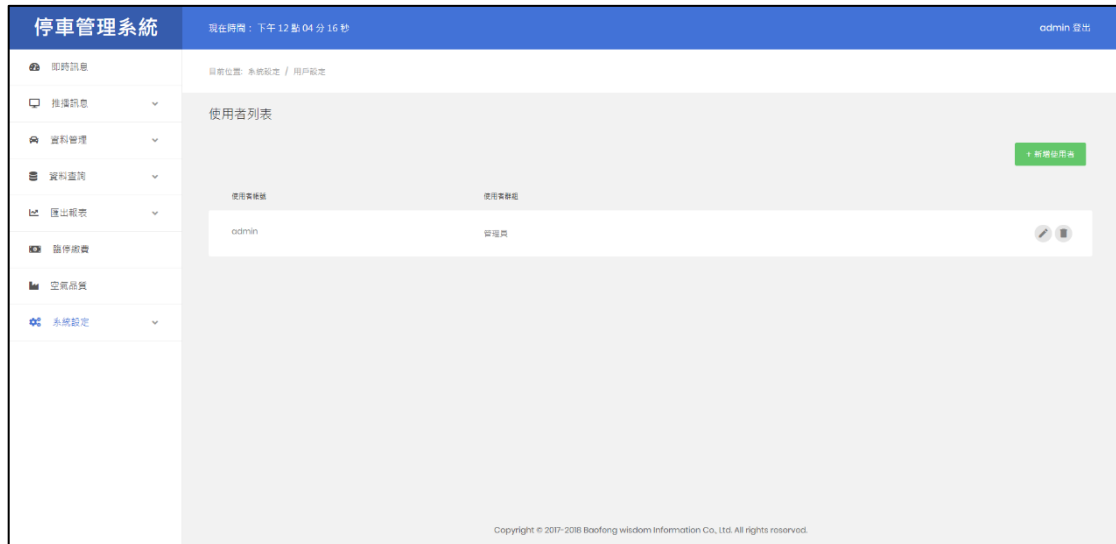 停車管理系統
現在時間： 下午 12 點 04 分 16 秒
admin 登出
即時訊息
目前位置: 系統設定 / 用戶設定
推播訊息
使用者列表
資料管理
+ 新增使用者
資料查詢
使用者帳號
使用者群組
匯出報表
admin
管理員
臨停繳費
空氣品質
系統設定
Copyright © 2017-2018 Baofeng wisdom Information Co., Ltd. All rights reserved.